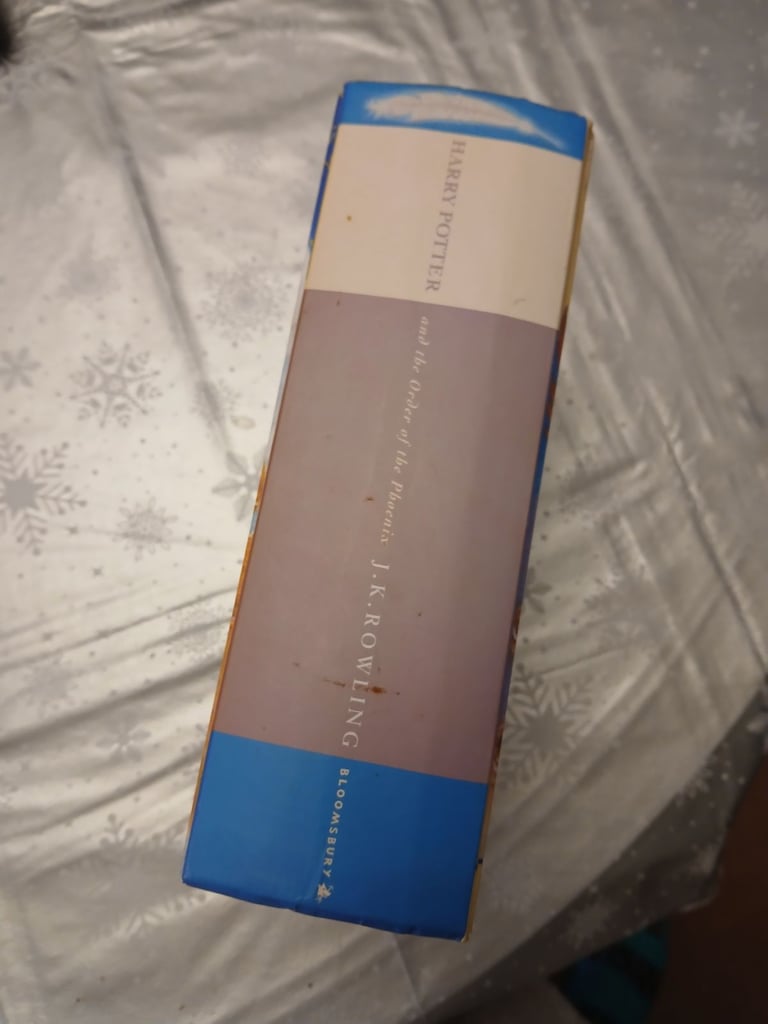 HARRY POTTER
and the Order of the Phoenix
J.K.ROWLING
BLOOMSBURY